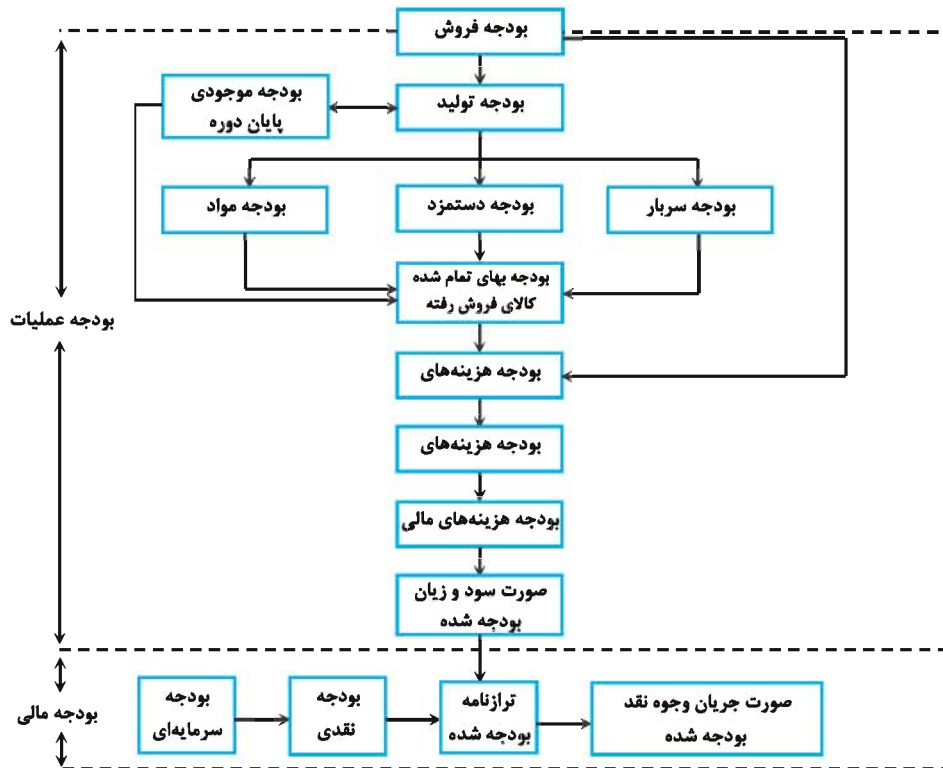 بودجه فروش
بودجه تولید
بودجه موجودی
پایان دوره
بودجه سربار
بودجه دستمزد
بودجه مواد
بودجه بهای تمام شده
کالای فروش رفته
بودجه عملیات
بودجه هزینه‌های
بودجه هزینه‌های
بودجه هزینه‌های مالی
صورت سود و زیان
بودجه شده
صورت جریان وجوه نقد
بودجه شده
ترازنامه
بودجه شده
بودجه
نقدی
بودجه
سرمایه‌ای
بودجه مالی